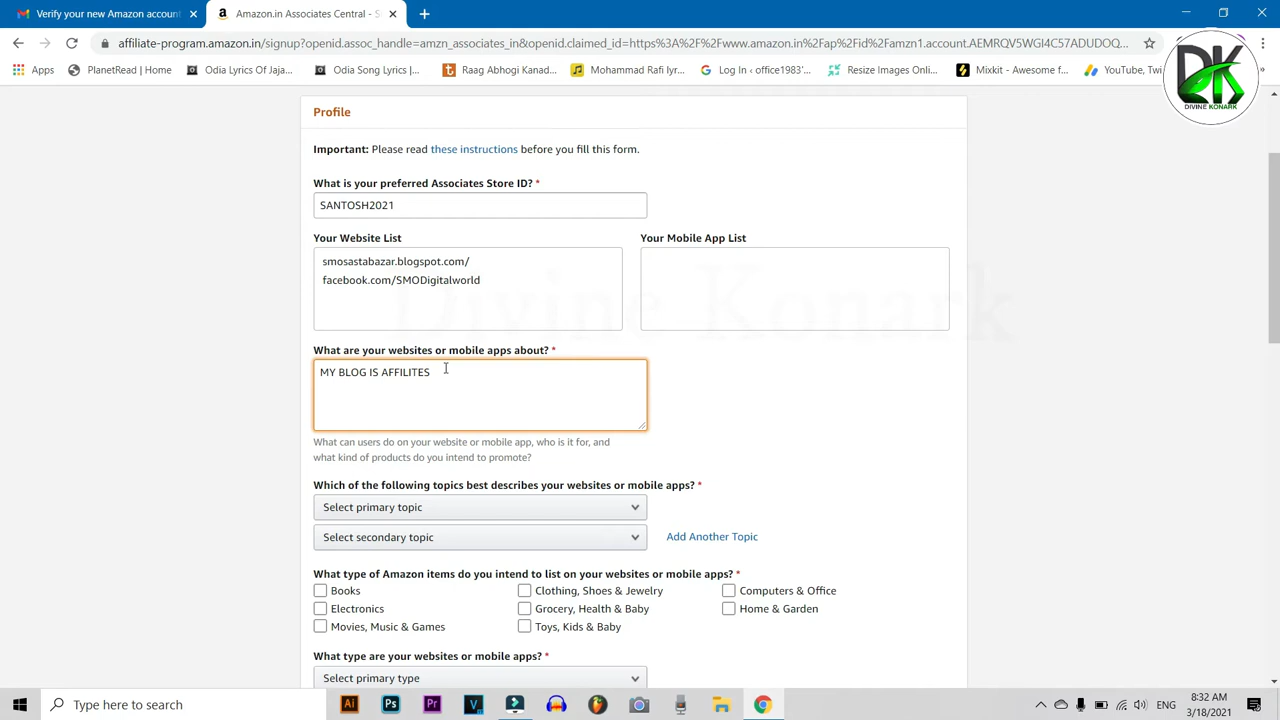 Verify your new Amazon account
Amazon.in Associates Central - S
affiliate-program.amazon.in/signup?openid.assoc_handle=amzn_associates_in&openid.claimed_id=https%3A%2F%2Fwww.amazon.in%2Fap%2Fid%2Famzn1.account.AEMRQV5WGI4C57ADUDOQ...
Apps
PlanetRead | Home
Odia Lyrics Of Jaja...
Odia Song Lyrics |...
Raag Abhog!Anand...
Mohammad Rafi lyr...
Log In ‹ office1983'...
Resize Images Onli...
Mixkit - Awesome f...
YouTube, Twi
DK
DIVINE KONARK
Profile
Important: Please read these instructions before you fill this form.
What is your preferred Associates Store ID? *
SANTOSH2021
Your Website List
Your Mobile App List
smosastabazar.blogspot.com/
facebook.com/SMODigitalworld
Divine Konark
What are your websites or mobile apps about? *
MY BLOG IS AFFILITES
What can users do on your website or mobile app, who is it for, and
what kind of products do you intend to promote?
Which of the following topics best describes your websites or mobile apps? *
Select primary topic
Select secondary topic
Add Another Topic
What type of Amazon items do you intend to list on your websites or mobile apps? *
Books
Clothing, Shoes & Jewelry
Computers & Office
Electronics
Grocery, Health & Baby
Home & Garden
Movies, Music & Games
Toys, Kids & Baby
What type are your websites or mobile apps? *
Select primary type
Type here to search
Ai
Ps
Pr
V
ENG
8:32 AM
3/18/2021